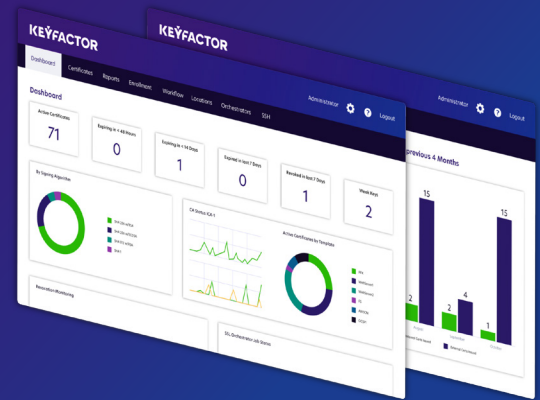 KEYFACTOR
Dashboard Certificates Reports Enrollment Workflow Locations Orchestrators SSH
Administrator Logout
Dashboard
Active Certificates
71
Expiring in < 48 Hours
0
Expiring in < 14 Days
1
Expired in last 7 Days
0
Revoked in last 7 Days
1
Weak Keys
2
By Signing Algorithm
CA Status
Active Certificates by Template
Revocation Monitoring
SSL Orchestrator Job Status
KEYFACTOR
Administrator Logout
previous 4 Months
2
15
2
4
1
15